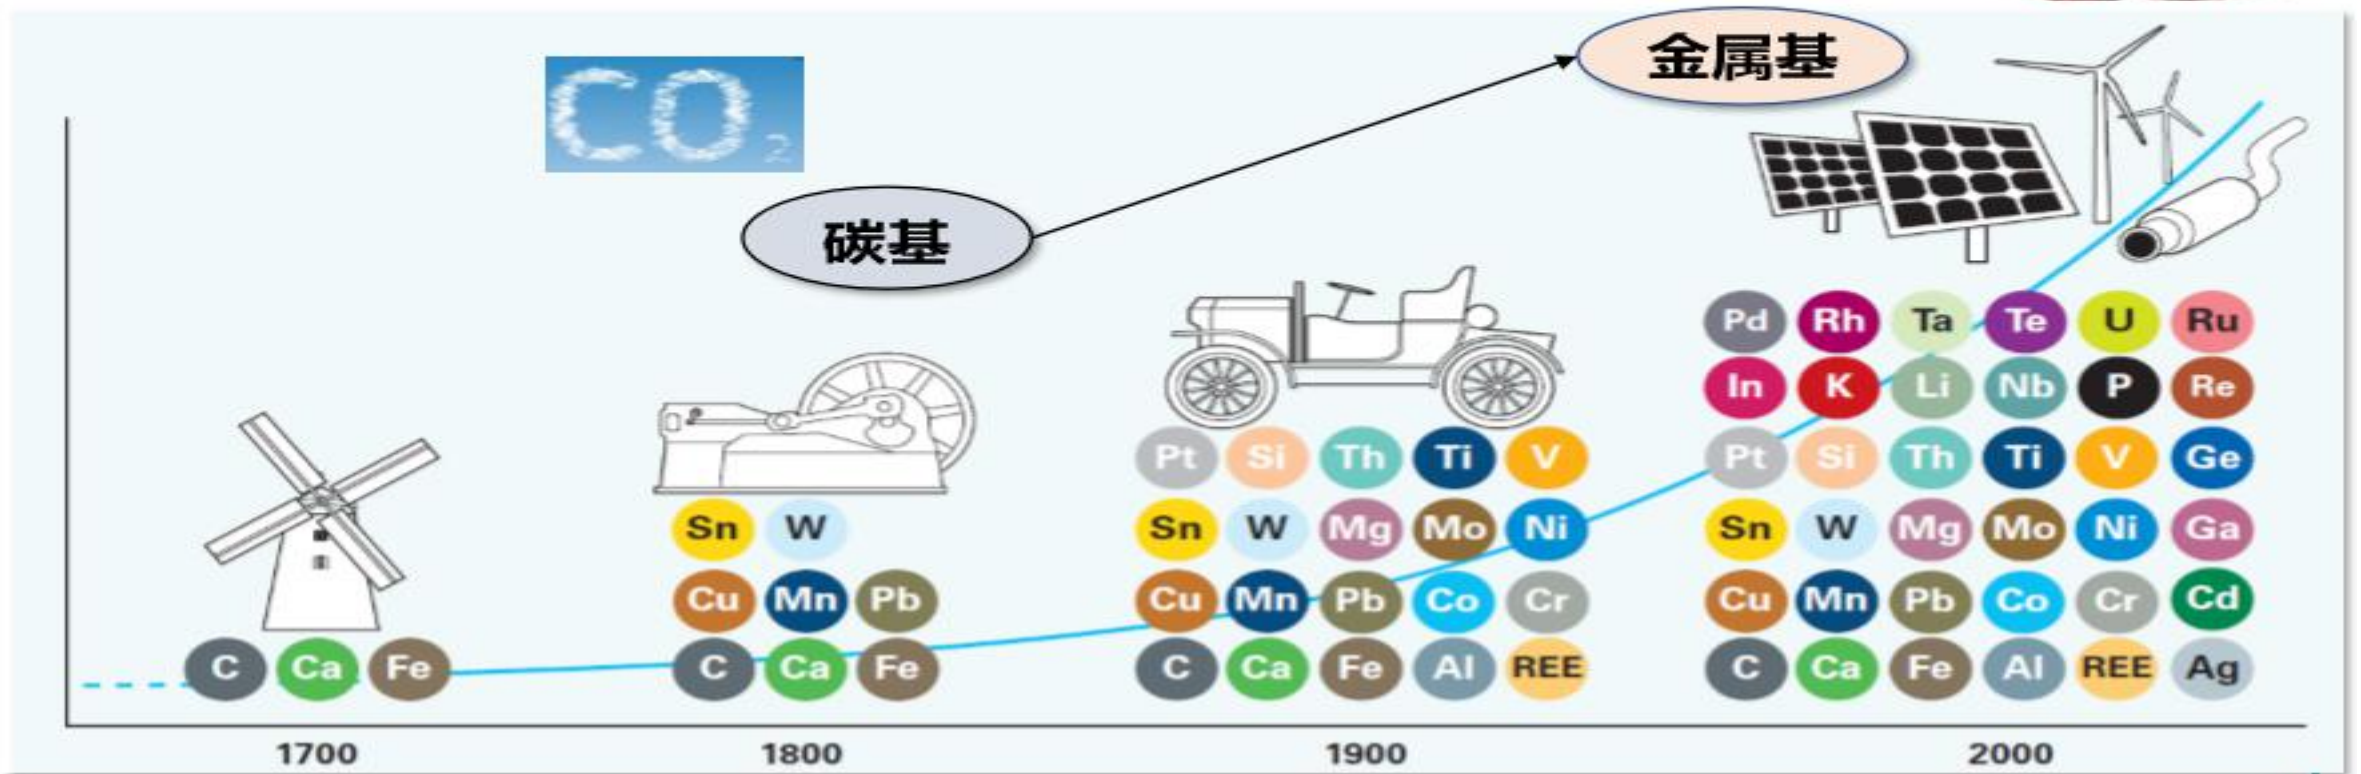 金属基
CO2
碳基
Pd Rh Ta Te U Ru
In K Li Nb P Re
Pt Si Th Ti V
Pt Si Th Ti V Ge
Sn W
Sn W Mg Mo Ni
Sn W Mg Mo Ni Ga
Cu Mn Pb
Cu Mn Pb Co Cr
Cu Mn Pb Co Cr Cd
C Ca Fe
C Ca Fe
C Ca Fe Al REE
C Ca Fe Al REE Ag
1700 1800 1900 2000